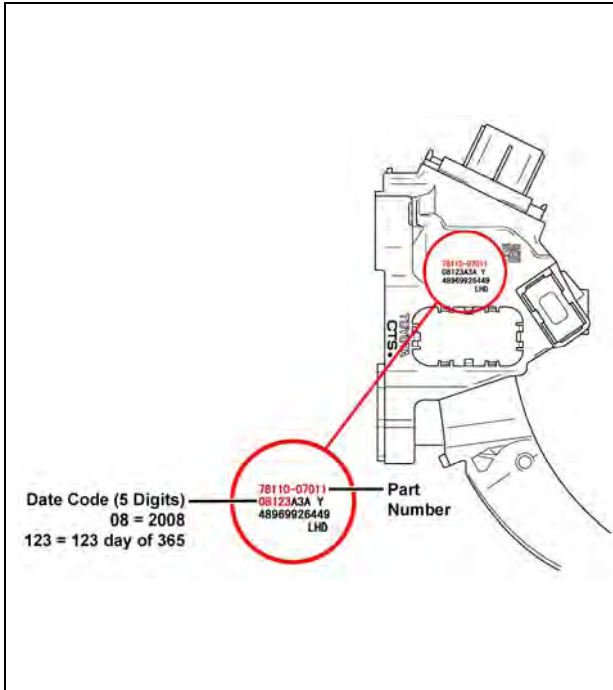 78110-07011
08123A3A Y
48969926449
LHD
TOYOTA
CTS
78110-07011
08123A3A Y
48969926449
LHD
Date Code (5 Digits)
08 = 2008
123 = 123 day of 365
Part
Number